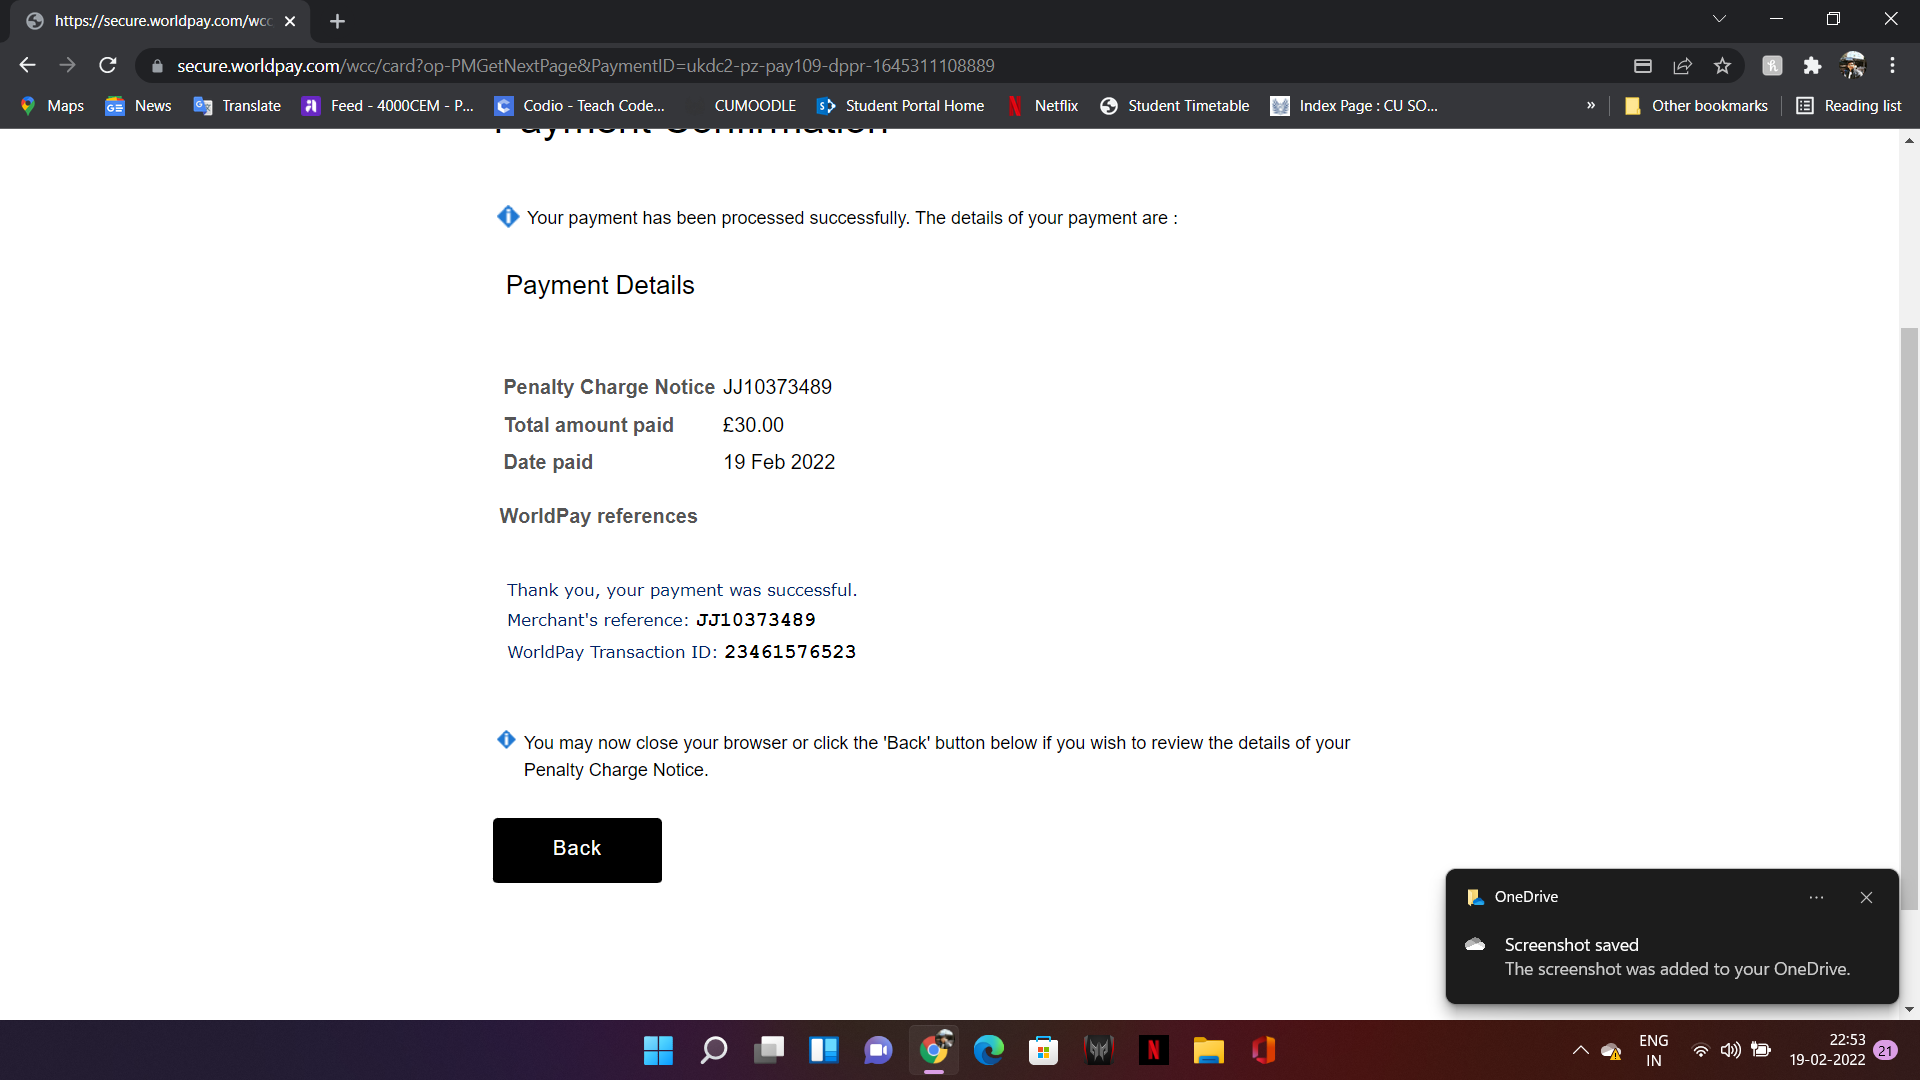 https://secure.worldpay.com/wcc
secure.worldpay.com/wcc/card?op-PMGetNextPage&PaymentID=ukdc2-pz-pay109-dppr-1645311108889
Maps News Translate Feed - 4000CEM - P... Codio - Teach Code... CUMOODLE Student Portal Home Netflix Student Timetable Index Page : CU SO... » Other bookmarks Reading list
Payment Confirmation
Your payment has been processed successfully. The details of your payment are :
Payment Details
Penalty Charge Notice JJ10373489
Total amount paid £30.00
Date paid 19 Feb 2022
WorldPay references
Thank you, your payment was successful.
Merchant's reference: JJ10373489
WorldPay Transaction ID: 23461576523
You may now close your browser or click the 'Back' button below if you wish to review the details of your
Penalty Charge Notice.
Back
OneDrive
Screenshot saved
The screenshot was added to your OneDrive.
ENG
IN
22:53
19-02-2022
21